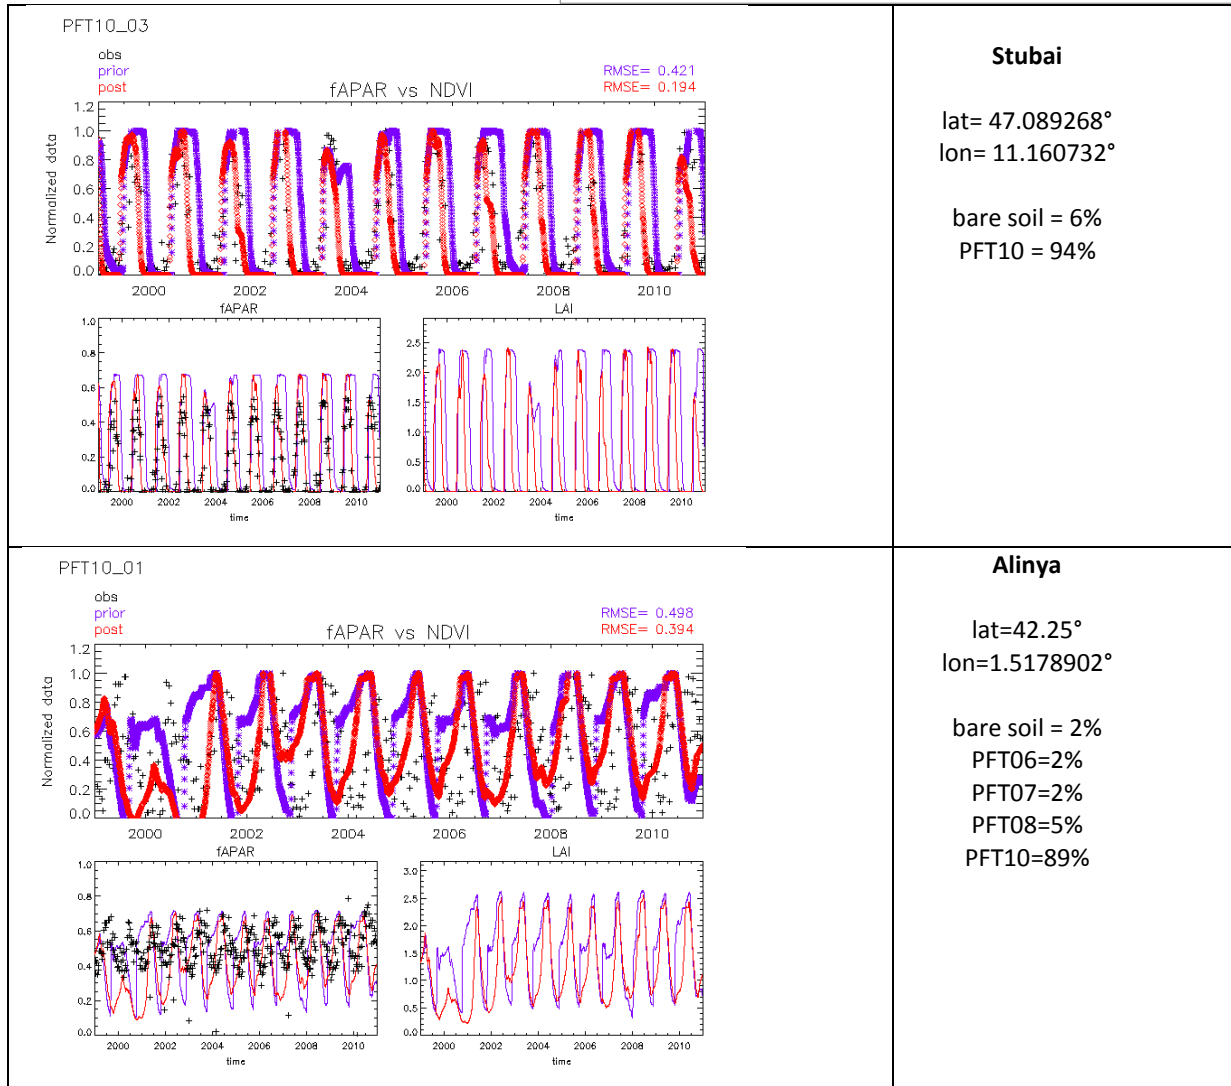 PFT10_03
obs
prior
post
fAPAR vs NDVI
RMSE= 0.421
RMSE= 0.194
Normalized data
1.2
1.0
0.8
0.6
0.4
0.2
0.0
2000 2002 2004 2006 2008 2010
fAPAR
1.0
0.8
0.6
0.4
0.2
0.0
2000 2002 2004 2006 2008 2010
time
LAI
2.5
2.0
1.5
1.0
0.5
0.0
2000 2002 2004 2006 2008 2010
time
Stubai
lat= 47.089268°
lon= 11.160732°
bare soil = 6%
PFT10 = 94%
PFT10_01
obs
prior
post
fAPAR vs NDVI
RMSE= 0.498
RMSE= 0.394
Normalized data
1.2
1.0
0.8
0.6
0.4
0.2
0.0
2000 2002 2004 2006 2008 2010
fAPAR
1.0
0.8
0.6
0.4
0.2
0.0
2000 2002 2004 2006 2008 2010
time
LAI
3.0
2.5
2.0
1.5
1.0
0.5
0.0
2000 2002 2004 2006 2008 2010
time
Alinya
lat=42.25°
lon=1.5178902°
bare soil = 2%
PFT06=2%
PFT07=2%
PFT08=5%
PFT10=89%